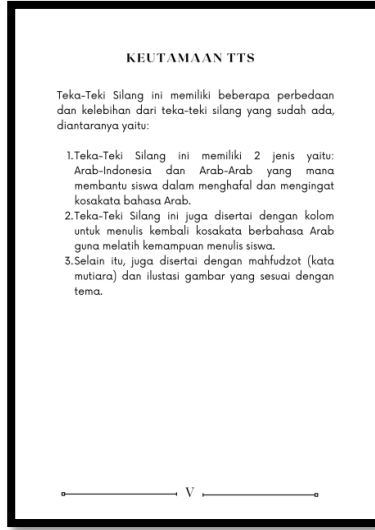 KEUTAMAAN TTS
Teka-Teki Silang ini memiliki beberapa perbedaan
dan kelebihan dari teka-teki silang yang sudah ada,
diantaranya yaitu:
1.Teka-Teki Silang ini memiliki 2 jenis yaitu:
Arab-Indonesia dan Arab-Arab yang mana
membantu siswa dalam menghafal dan mengingat
kosakata bahasa Arab.
2.Teka-Teki Silang ini juga disertai dengan kolom
untuk menulis kembali kosakata berbahasa Arab
guna melatih kemampuan menulis siswa.
3.Selain itu, juga disertai dengan mahfudzot (kata
mutiara) dan ilustasi gambar yang sesuai dengan
tema.
V